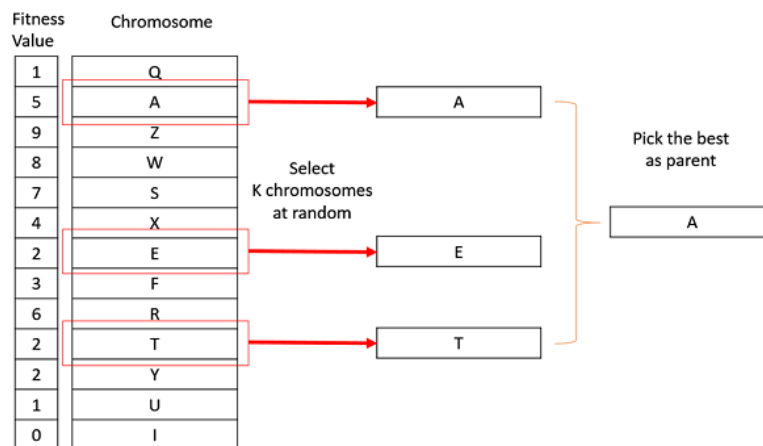 Fitness
Value
Chromosome
1 Q
5 A
9 Z
8 W
7 S
4 X
2 E
3 F
6 R
2 T
2 Y
1 U
0 I
Select
K chromosomes
at random
A
E
T
Pick the best
as parent
A